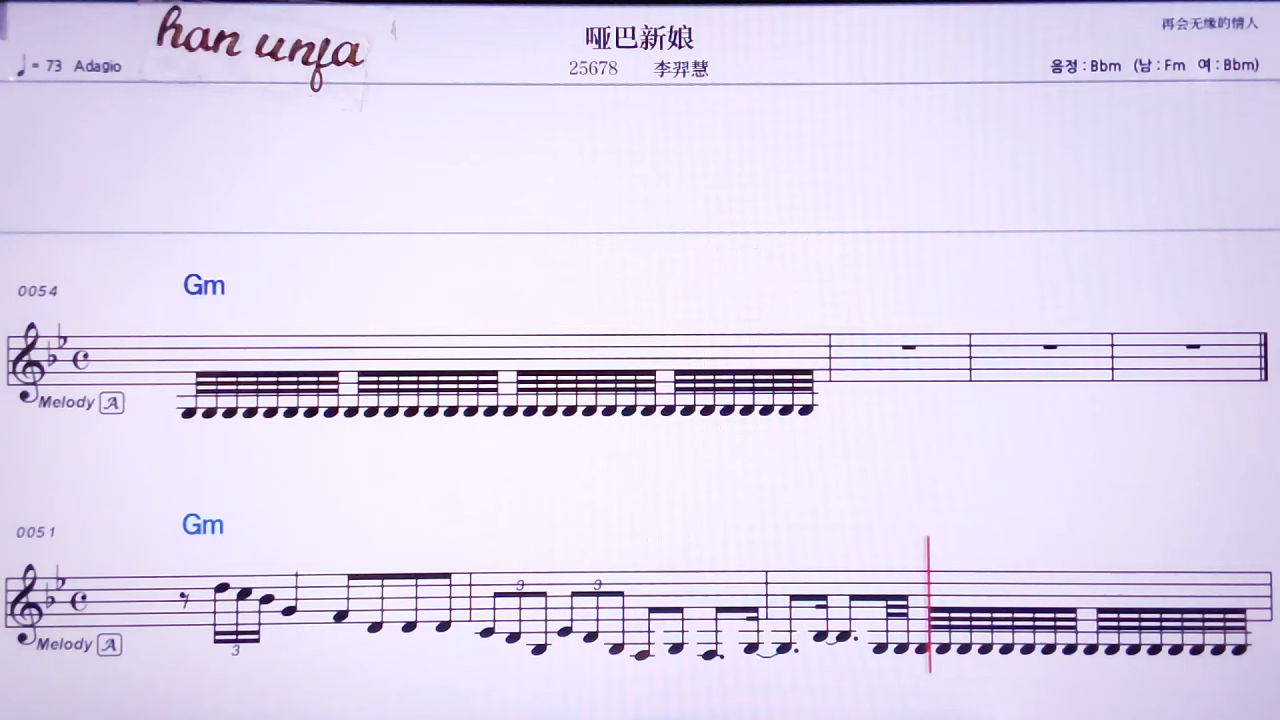 han unfa
哑巴新娘
再会无缘的情人
♩= 73 Adagio
25678 李羿慧
음정 : Bbm (남 : Fm 여 : Bbm)
Gm
0054
Melody A
Gm
0051
3 3
3
Melody A